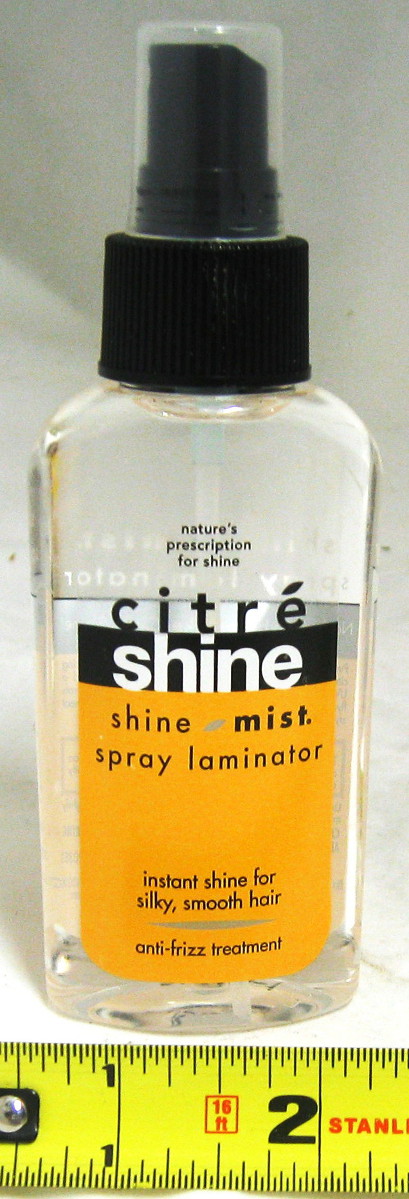 nature's
prescription
for shine
citré
shine
shine mist.
spray laminator
instant shine for
silky, smooth hair
anti-frizz treatment
1
16
ft
2
STANL
1